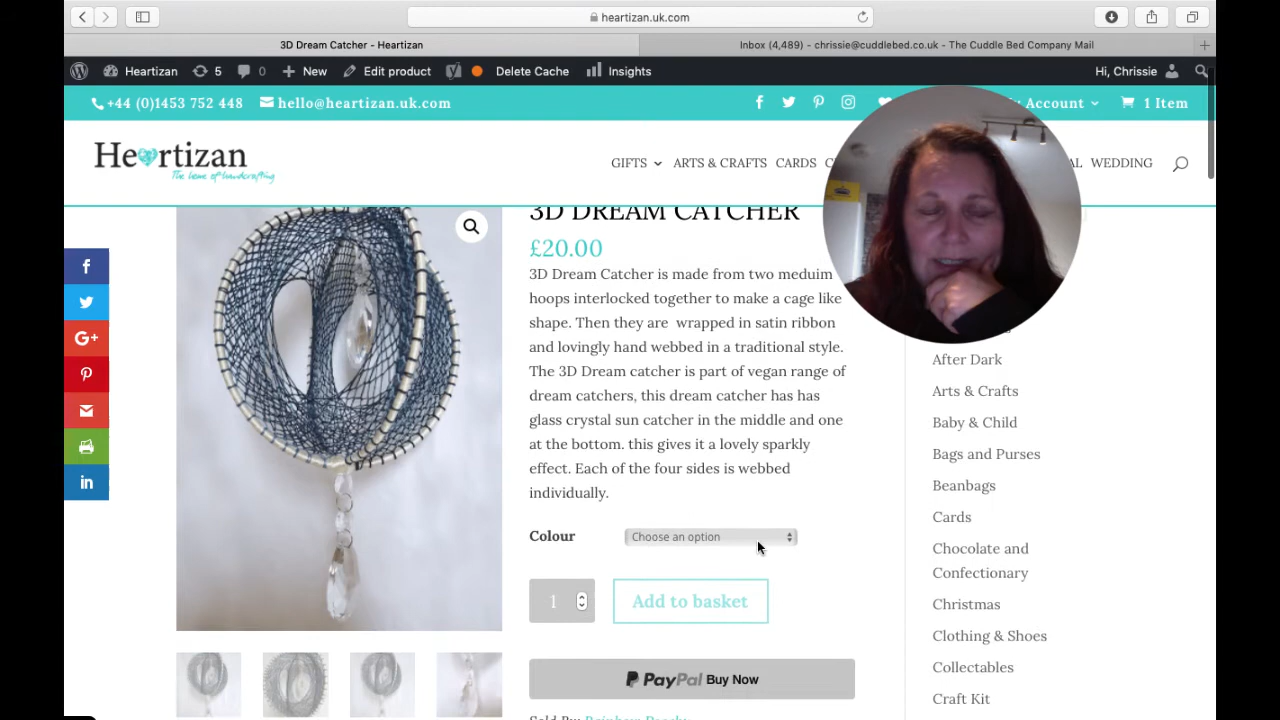 heartizan.uk.com
3D Dream Catcher - Heartizan
Inbox (4,489) - chrissie@cuddlebed.co.uk - The Cuddle Bed Company Mail
Heartizan 5 0 New Edit product Delete Cache Insights Hi, Chrissie
+44 (0)1453 752 448 hello@heartizan.uk.com Account 1 Item
Heartizan
The home of handcrafting
GIFTS ARTS & CRAFTS CARDS WEDDING
3D DREAM CATCHER
£20.00
3D Dream Catcher is made from two meduim
hoops interlocked together to make a cage like
shape. Then they are wrapped in satin ribbon
and lovingly hand webbed in a traditional style.
The 3D Dream catcher is part of vegan range of
dream catchers, this dream catcher has has
glass crystal sun catcher in the middle and one
at the bottom. this gives it a lovely sparkly
effect. Each of the four sides is webbed
individually.
Colour Choose an option
1 Add to basket
PayPal Buy Now
Sold By: Rainbow
After Dark
Arts & Crafts
Baby & Child
Bags and Purses
Beanbags
Cards
Chocolate and
Confectionary
Christmas
Clothing & Shoes
Collectables
Craft Kit